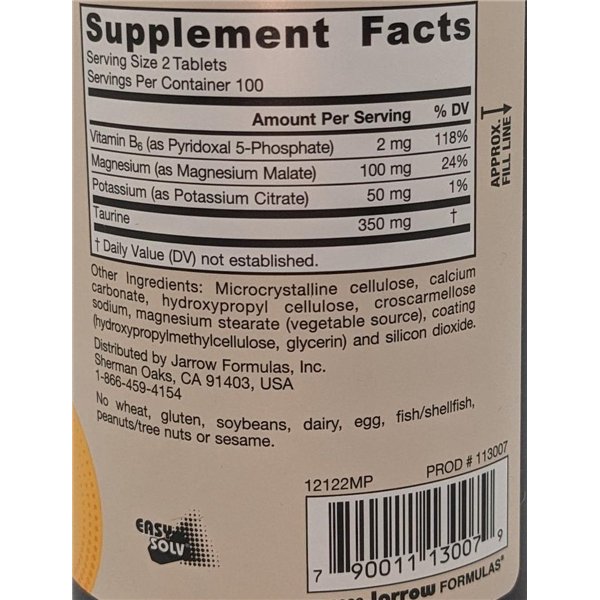 Supplement Facts
Serving Size 2 Tablets
Servings Per Container 100
Amount Per Serving % DV
Vitamin B6 (as Pyridoxal 5-Phosphate) 2 mg 118%
Magnesium (as Magnesium Malate) 100 mg 24%
Potassium (as Potassium Citrate) 50 mg 1%
Taurine 350 mg †
† Daily Value (DV) not established.
APPROX.
FILL LINE
Other Ingredients: Microcrystalline cellulose, calcium
carbonate, hydroxypropyl cellulose, croscarmellose
sodium, magnesium stearate (vegetable source), coating
(hydroxypropylmethylcellulose, glycerin) and silicon dioxide.
Distributed by Jarrow Formulas, Inc.
Sherman Oaks, CA 91403, USA
1-866-459-4154
No wheat, gluten, soybeans, dairy, egg, fish/shellfish,
peanuts/tree nuts or sesame.
12122MP PROD # 113007
EASY
SOLV
7 90011 13007 9
Jarrow FORMULAS®